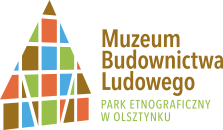 Muzeum
Budownictwa
Ludowego
PARK ETNOGRAFICZNY
W OLSZTYNKU